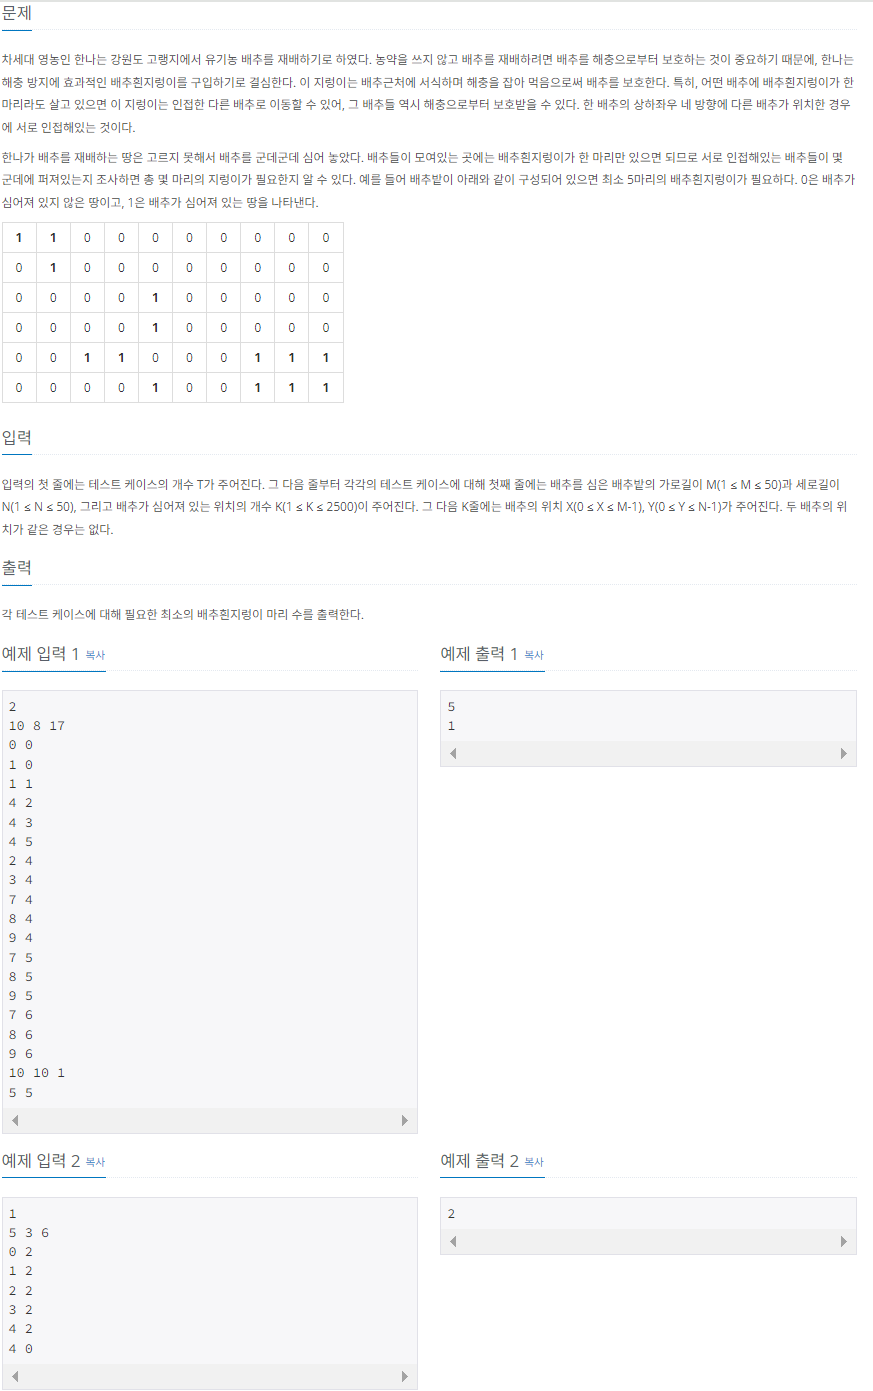 문제
차세대 영농인 한나는 강원도 고랭지에서 유기농 배추를 재배하기로 하였다. 농약을 쓰지 않고 배추를 재배하려면 배추를 해충으로부터 보호하는 것이 중요하기 때문에, 한나는
해충 방지에 효과적인 배추흰지렁이를 구입하기로 결심한다. 이 지렁이는 배추근처에 서식하며 해충을 잡아 먹음으로써 배추를 보호한다. 특히, 어떤 배추에 배추흰지렁이가 한
마리라도 살고 있으면 이 지렁이는 인접한 다른 배추로 이동할 수 있어, 그 배추들 역시 해충으로부터 보호받을 수 있다. 한 배추의 상하좌우 네 방향에 다른 배추가 위치한 경우
에 서로 인접해있는 것이다.
한나가 배추를 재배하는 땅은 고르지 못해서 배추를 군데군데 심어 놓았다. 배추들이 모여있는 곳에는 배추흰지렁이가 한 마리만 있으면 되므로 서로 인접해있는 배추들이 몇
군데에 퍼져있는지 조사하면 총 몇 마리의 지렁이가 필요한지 알 수 있다. 예를 들어 배추밭이 아래와 같이 구성되어 있으면 최소 5마리의 배추흰지렁이가 필요하다. 0은 배추가
심어져 있지 않은 땅이고, 1은 배추가 심어져 있는 땅을 나타낸다.
1 1 0 0 0 0 0 0 0 0
0 1 0 0 0 0 0 0 0 0
0 0 0 0 1 0 0 0 0 0
0 0 0 0 1 0 0 0 0 0
0 0 1 1 0 0 0 1 1 1
0 0 0 0 1 0 0 1 1 1
입력
입력의 첫 줄에는 테스트 케이스의 개수 T가 주어진다. 그 다음 줄부터 각각의 테스트 케이스에 대해 첫째 줄에는 배추를 심은 배추밭의 가로길이 M(1 ≤ M ≤ 50)과 세로길이
N(1 ≤ N ≤ 50), 그리고 배추가 심어져 있는 위치의 개수 K(1 ≤ K ≤ 2500)이 주어진다. 그 다음 K줄에는 배추의 위치 X(0 ≤ X ≤ M-1), Y(0 ≤ Y ≤ N-1)가 주어진다. 두 배추의 위
치가 같은 경우는 없다.
출력
각 테스트 케이스에 대해 필요한 최소의 배추흰지렁이 마리 수를 출력한다.
예제 입력 1 복사
2
10 8 17
0 0
1 0
1 1
4 2
4 3
4 5
2 4
3 4
7 4
8 4
9 4
7 5
8 5
9 5
7 6
8 6
9 6
10 10 1
5 5
예제 출력 1 복사
5
1
예제 입력 2 복사
1
5 3 6
0 2
1 2
2 2
3 2
4 2
4 0
예제 출력 2 복사
2